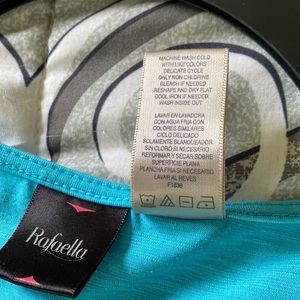 MACHINE WASH COLD
WITH LIKE COLORS
DELICATE CYCLE
ONLY NON-CHLORINE
BLEACH IF NEEDED
RESHAPE AND DRY FLAT
COOL IRON IF NEEDED
WASH INSIDE OUT
LAVAR EN LAVADORA
CON AGUA FRIA CON
COLORES SIMILARES
CICLO DELICADO
SOLAMENTE BLANQUEADOR
SIN CLORO SI NECESARIO
REFORMAR Y SECAR SOBRE
SUPERFICIE PLANA
PLANCHA FRIA SI NECESARIO
LAVAR AL REVES
F1836
Rafaella